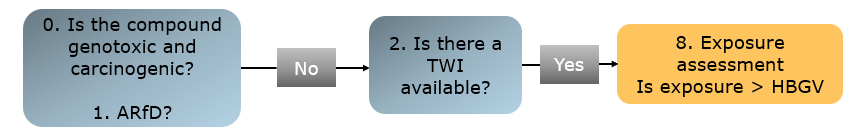 0. Is the compound
genotoxic and
carcinogenic?
1. ARfD?
No
2. Is there a
TWI
available?
Yes
8. Exposure
assessment
Is exposure > HBGV